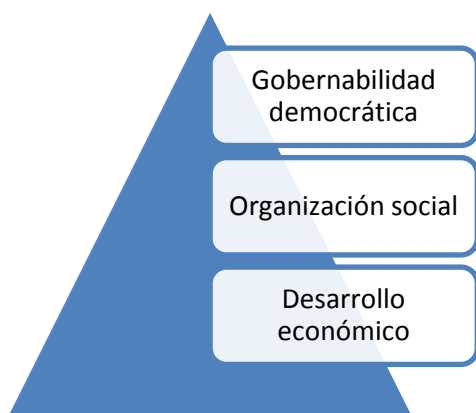 Gobernabilidad
democrática
Organización social
Desarrollo
económico